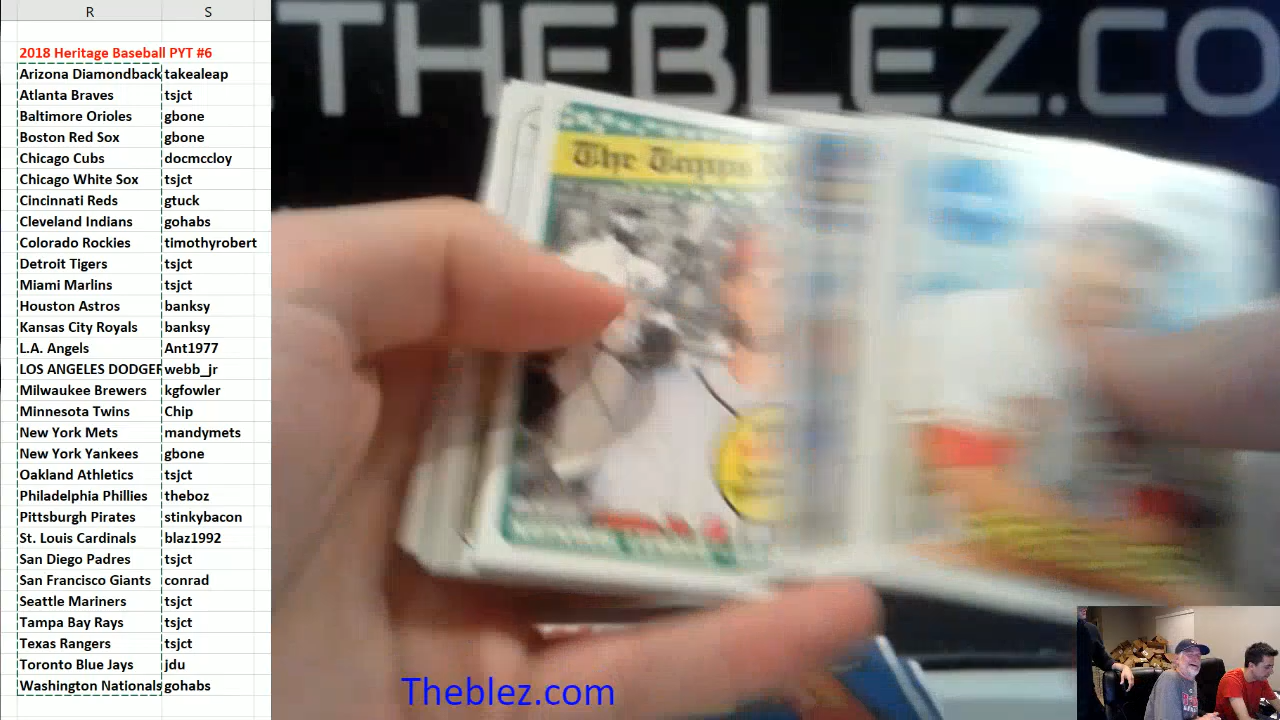 R S
2018 Heritage Baseball PYT #6
Arizona Diamondback takealeap
Atlanta Braves tsjct
Baltimore Orioles gbone
Boston Red Sox gbone
Chicago Cubs docmccloy
Chicago White Sox tsjct
Cincinnati Reds gtuck
Cleveland Indians gohabs
Colorado Rockies timothyrobert
Detroit Tigers tsjct
Miami Marlins tsjct
Houston Astros banksy
Kansas City Royals banksy
L.A. Angels Ant1977
LOS ANGELES DODGER webb_jr
Milwaukee Brewers kgfowler
Minnesota Twins Chip
New York Mets mandymets
New York Yankees gbone
Oakland Athletics tsjct
Philadelphia Phillies theboz
Pittsburgh Pirates stinkybacon
St. Louis Cardinals blaz1992
San Diego Padres tsjct
San Francisco Giants conrad
Seattle Mariners tsjct
Tampa Bay Rays tsjct
Texas Rangers tsjct
Toronto Blue Jays jdu
Washington Nationals gohabs
THEBLEZ.CO
The Topps
NATIONAL
Theblez.com